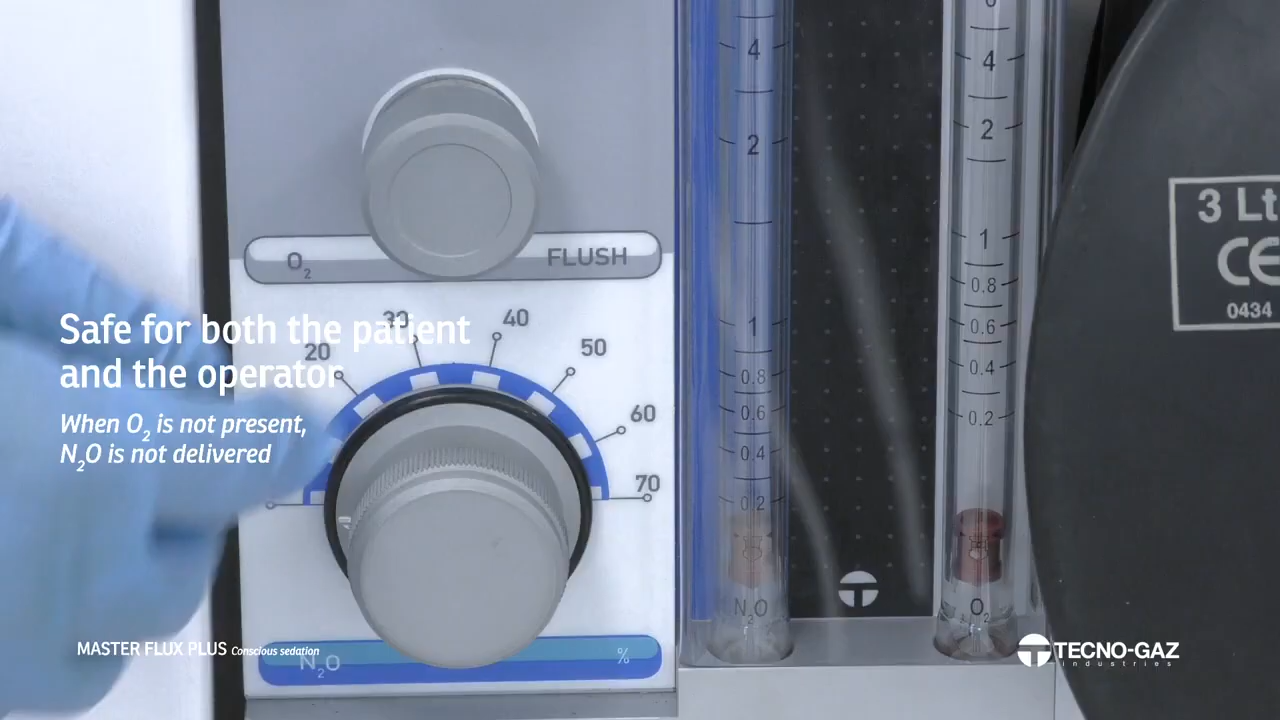 4
2
1
0.8
0.6
0.4
0.2
N₂O
4
2
1
0.8
0.6
0.4
0.2
O₂
3 Lt
CE
0434
O₂ FLUSH
20
30
40
50
60
70
N₂O %
Safe for both the patient
and the operator
When O₂ is not present,
N₂O is not delivered
MASTER FLUX PLUS Conscious sedation
TECNO-GAZ
industries